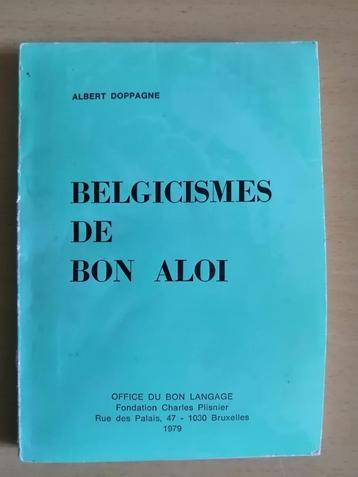 ALBERT DOPPAGNE
BELGICISMES
DE
BON ALOI
OFFICE DU BON LANGAGE
Fondation Charles Plisnier
Rue des Palais, 47 - 1030 Bruxelles
1979